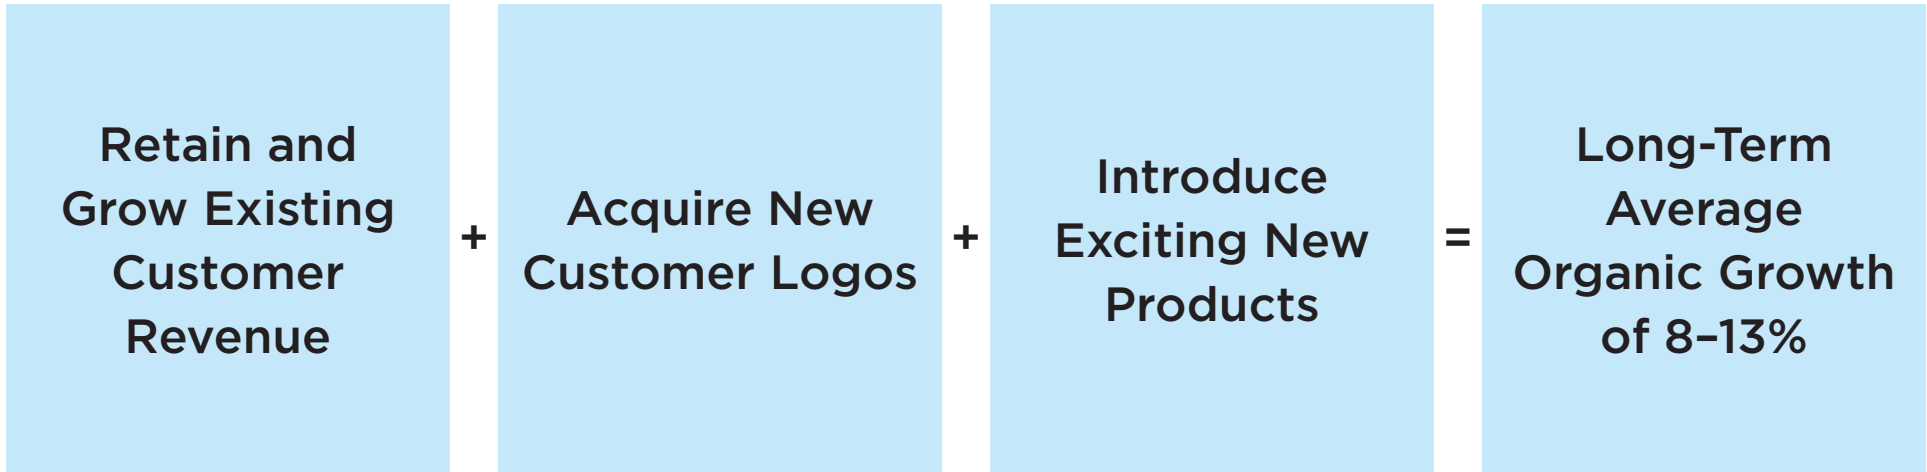 Retain and
Grow Existing
Customer
Revenue
+
Acquire New
Customer Logos
+
Introduce
Exciting New
Products
=
Long-Term
Average
Organic Growth
of 8–13%